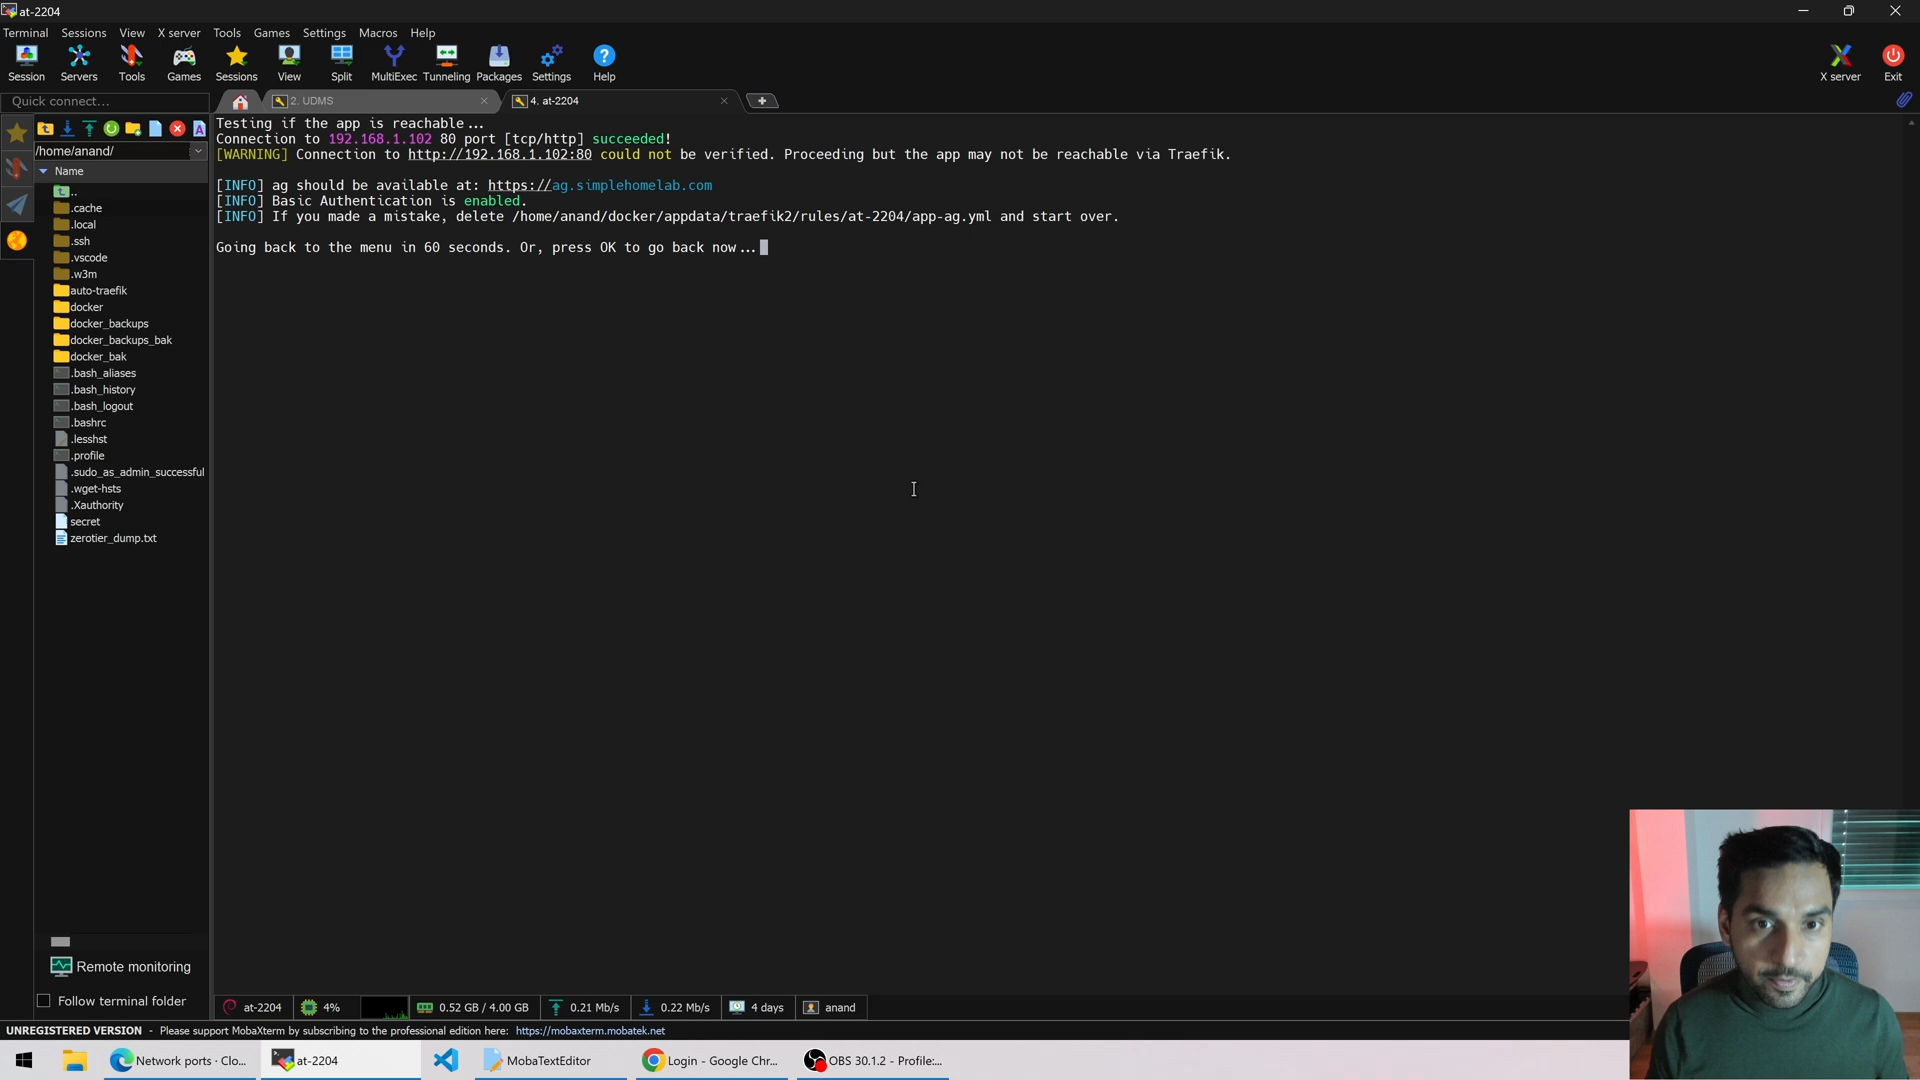 at-2204
Terminal Sessions View X server Tools Games Settings Macros Help
Session Servers Tools Games Sessions View Split MultiExec Tunneling Packages Settings Help X server Exit
Quick connect... 2. UDMS 4. at-2204
/home/anand/
Name
..
.cache
.local
.ssh
.vscode
.w3m
auto-traefik
docker
docker_backups
docker_backups_bak
docker_bak
.bash_aliases
.bash_history
.bash_logout
.bashrc
.lesshst
.profile
.sudo_as_admin_successful
.wget-hsts
.Xauthority
secret
zerotier_dump.txt
Remote monitoring
Follow terminal folder
Testing if the app is reachable...
Connection to 192.168.1.102 80 port [tcp/http] succeeded!
[WARNING] Connection to http://192.168.1.102:80 could not be verified. Proceeding but the app may not be reachable via Traefik.
[INFO] ag should be available at: https://ag.simplehomelab.com
[INFO] Basic Authentication is enabled.
[INFO] If you made a mistake, delete /home/anand/docker/appdata/traefik2/rules/at-2204/app-ag.yml and start over.
Going back to the menu in 60 seconds. Or, press OK to go back now...
at-2204 4% 0.52 GB / 4.00 GB 0.21 Mb/s 0.22 Mb/s 4 days anand
UNREGISTERED VERSION - Please support MobaXterm by subscribing to the professional edition here: https://mobaxterm.mobatek.net
Network ports · Clo... at-2204 MobaTextEditor Login - Google Chr... OBS 30.1.2 - Profile:...